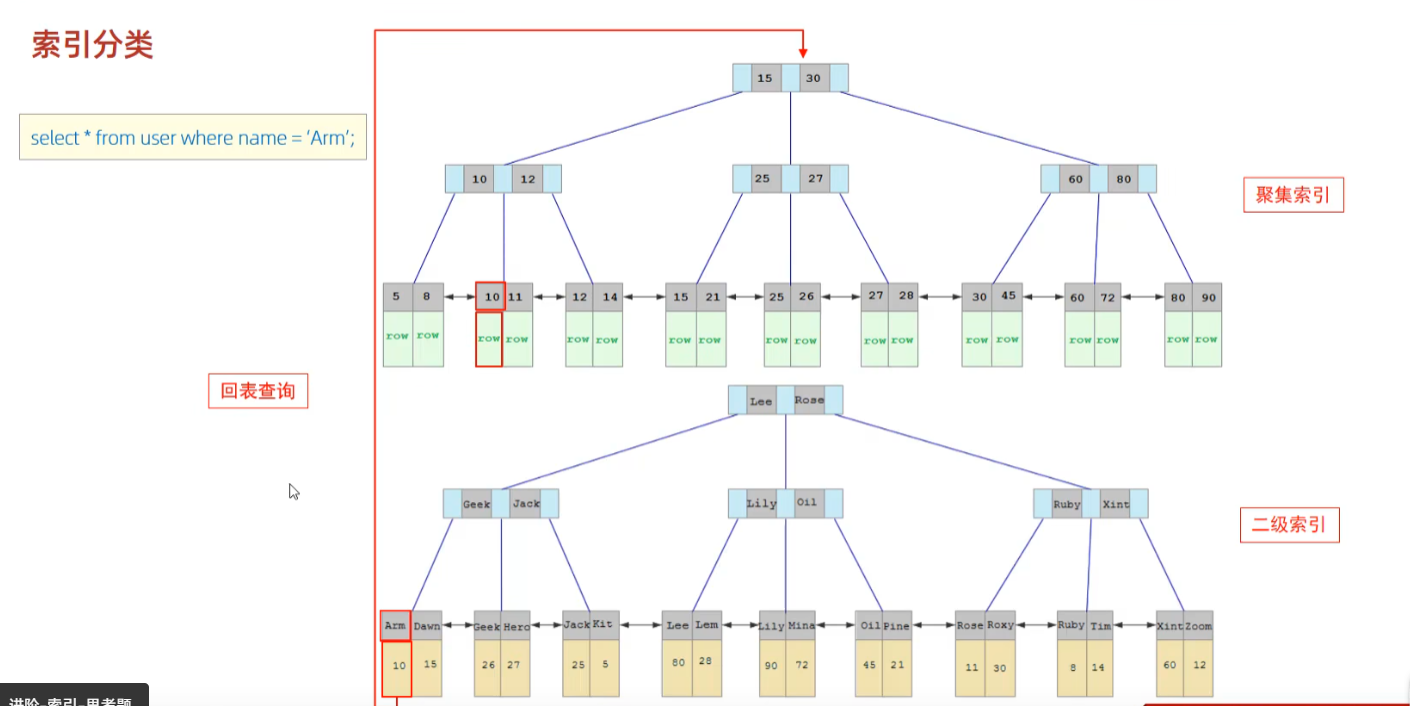 索引分类
select * from user where name = 'Arm';
15 30
10 12 25 27 60 80
聚集索引
5 8 10 11 12 14 15 21 25 26 27 28 30 45 60 72 80 90
row row row row row row row row row row row row row row row row row row
回表查询
Lee Rose
Geek Jack Lily Oil Ruby Xint
二级索引
Arm Dawn Geek Hero Jack Kit Lee Lem Lily Mina Oil Pine Rose Roxy Ruby Tim Xint Zoom
10 15 26 27 25 5 80 28 90 72 45 21 11 30 8 14 60 12
进阶-索引-思考题